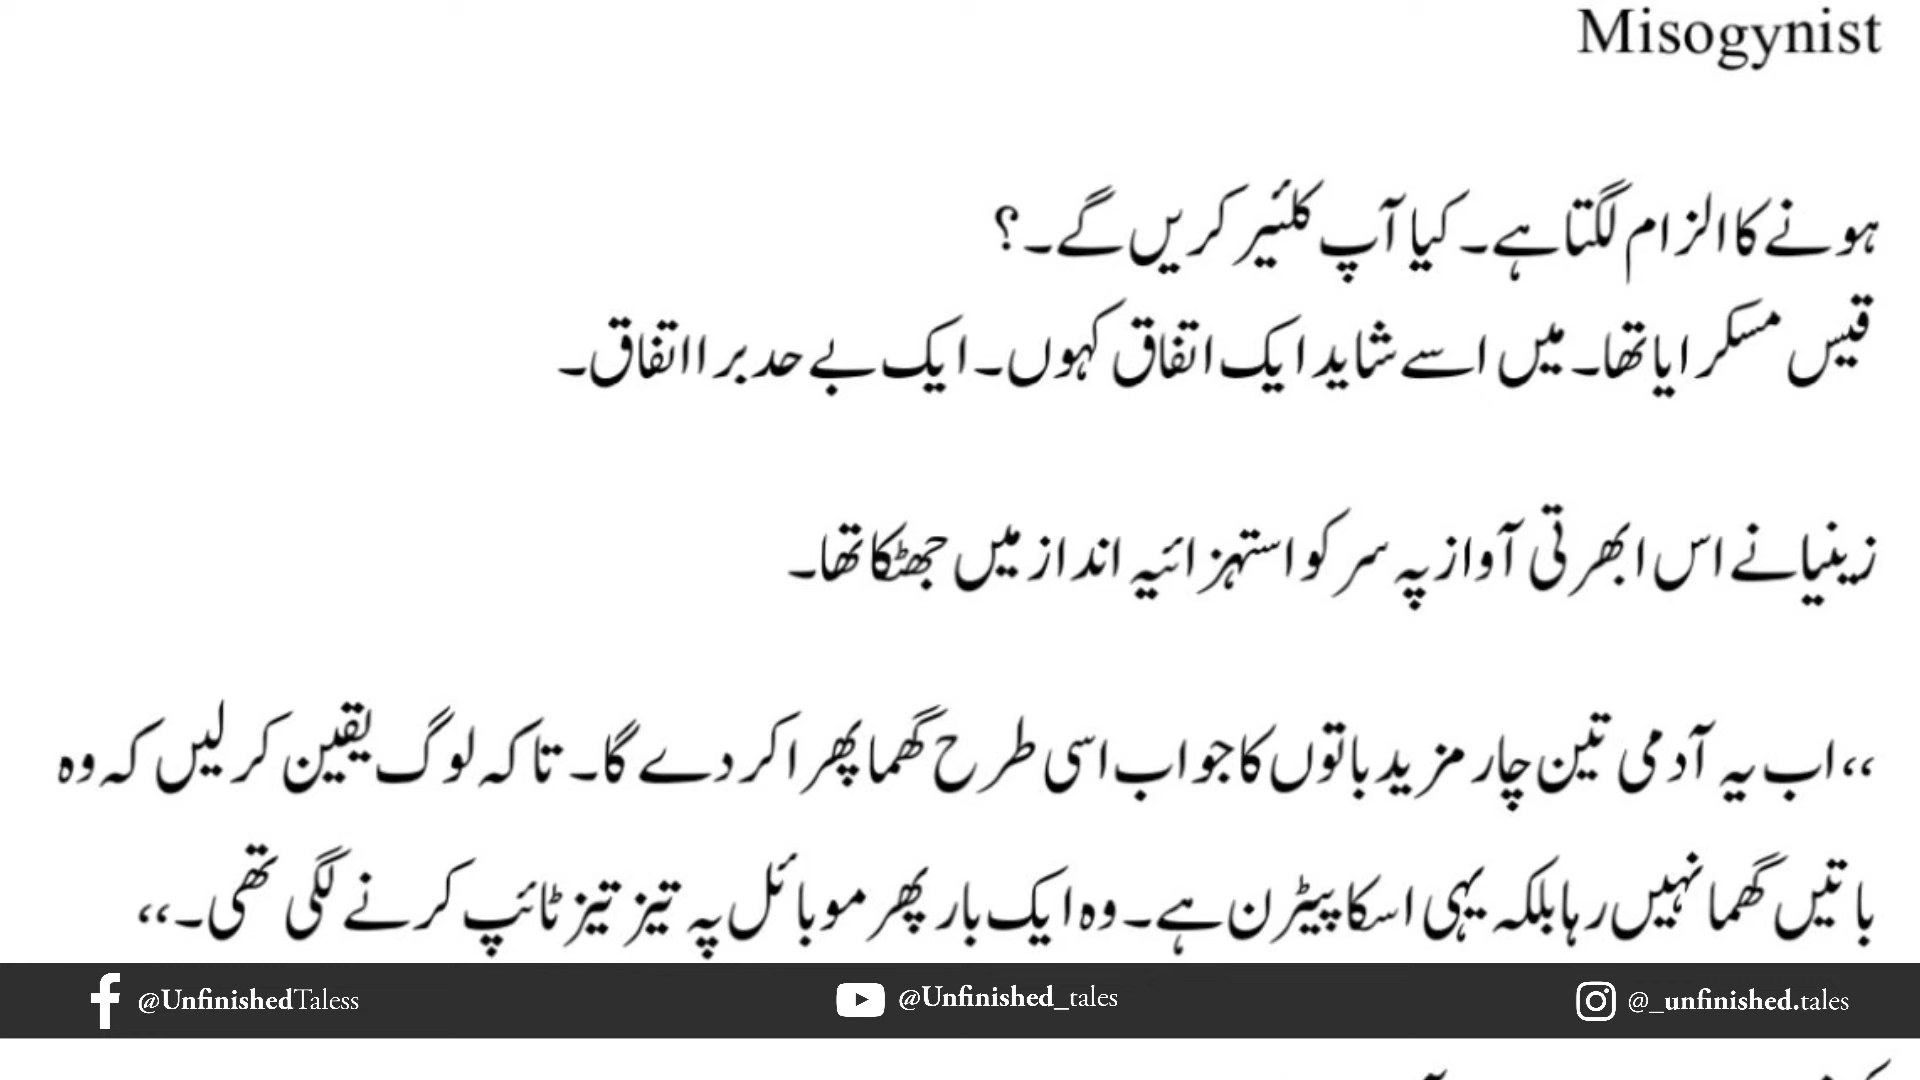 Misogynist
ہونے کا الزام لگتا ہے۔ کیا آپ کلئیر کریں گے۔؟
قیس مسکرایا تھا۔ میں اسے شاید ایک اتفاق کہوں۔ ایک بے حد برا اتفاق۔
زینیا نے اس ابھرتی آواز پہ سر کو استہزائیہ انداز میں جھٹکا تھا۔
،،اب یہ آدمی تین چار مزید باتوں کا جواب اسی طرح گھما پھرا کر دے گا۔ تاکہ لوگ یقین کر لیں کہ وہ
باتیں گھما نہیں رہا بلکہ یہی اسکا پیٹرن ہے۔ وہ ایک بار پھر موبائل پہ تیز تیز ٹائپ کرنے لگی تھی۔،،
@UnfinishedTaless @Unfinished_tales @_unfinished.tales